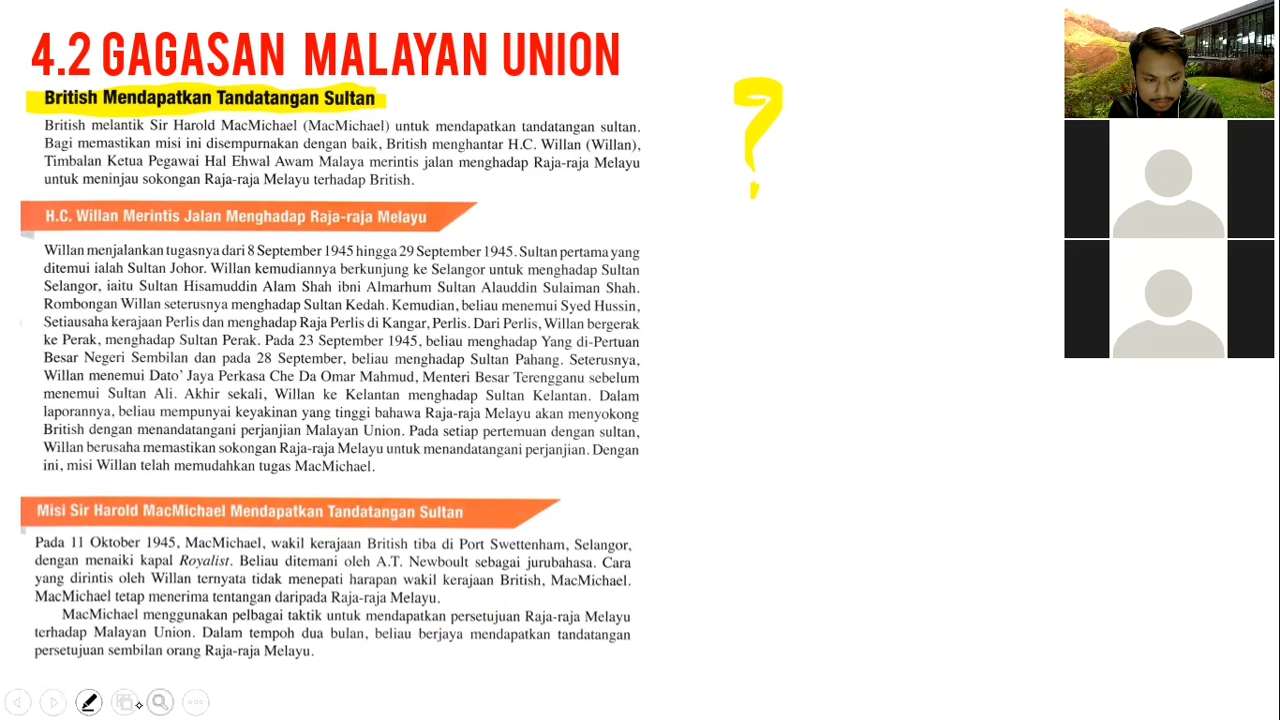 4.2 GAGASAN MALAYAN UNION
British Mendapatkan Tandatangan Sultan
British melantik Sir Harold MacMichael (MacMichael) untuk mendapatkan tandatangan sultan.
Bagi memastikan misi ini disempurnakan dengan baik, British menghantar H.C. Willan (Willan),
Timbalan Ketua Pegawai Hal Ehwal Awam Malaya merintis jalan menghadap Raja-raja Melayu
untuk meninjau sokongan Raja-raja Melayu terhadap British.
H.C. Willan Merintis Jalan Menghadap Raja-raja Melayu
Willan menjalankan tugasnya dari 8 September 1945 hingga 29 September 1945. Sultan pertama yang
ditemui ialah Sultan Johor. Willan kemudiannya berkunjung ke Selangor untuk menghadap Sultan
Selangor, iaitu Sultan Hisamuddin Alam Shah ibni Almarhum Sultan Alauddin Sulaiman Shah.
Rombongan Willan seterusnya menghadap Sultan Kedah. Kemudian, beliau menemui Syed Hussin,
Setiausaha kerajaan Perlis dan menghadap Raja Perlis di Kangar, Perlis. Dari Perlis, Willan bergerak
ke Perak, menghadap Sultan Perak. Pada 23 September 1945, beliau menghadap Yang di-Pertuan
Besar Negeri Sembilan dan pada 28 September, beliau menghadap Sultan Pahang. Seterusnya,
Willan menemui Dato' Jaya Perkasa Che Da Omar Mahmud, Menteri Besar Terengganu sebelum
menemui Sultan Ali. Akhir sekali, Willan ke Kelantan menghadap Sultan Kelantan. Dalam
laporannya, beliau mempunyai keyakinan yang tinggi bahawa Raja-raja Melayu akan menyokong
British dengan menandatangani perjanjian Malayan Union. Pada setiap pertemuan dengan sultan,
Willan berusaha memastikan sokongan Raja-raja Melayu untuk menandatangani perjanjian. Dengan
ini, misi Willan telah memudahkan tugas MacMichael.
Misi Sir Harold MacMichael Mendapatkan Tandatangan Sultan
Pada 11 Oktober 1945, MacMichael, wakil kerajaan British tiba di Port Swettenham, Selangor,
dengan menaiki kapal Royalist. Beliau ditemani oleh A.T. Newboult sebagai jurubahasa. Cara
yang dirintis oleh Willan ternyata tidak menepati harapan wakil kerajaan British, MacMichael.
MacMichael tetap menerima tentangan daripada Raja-raja Melayu.
MacMichael menggunakan pelbagai taktik untuk mendapatkan persetujuan Raja-raja Melayu
terhadap Malayan Union. Dalam tempoh dua bulan, beliau berjaya mendapatkan tandatangan
persetujuan sembilan orang Raja-raja Melayu.
?